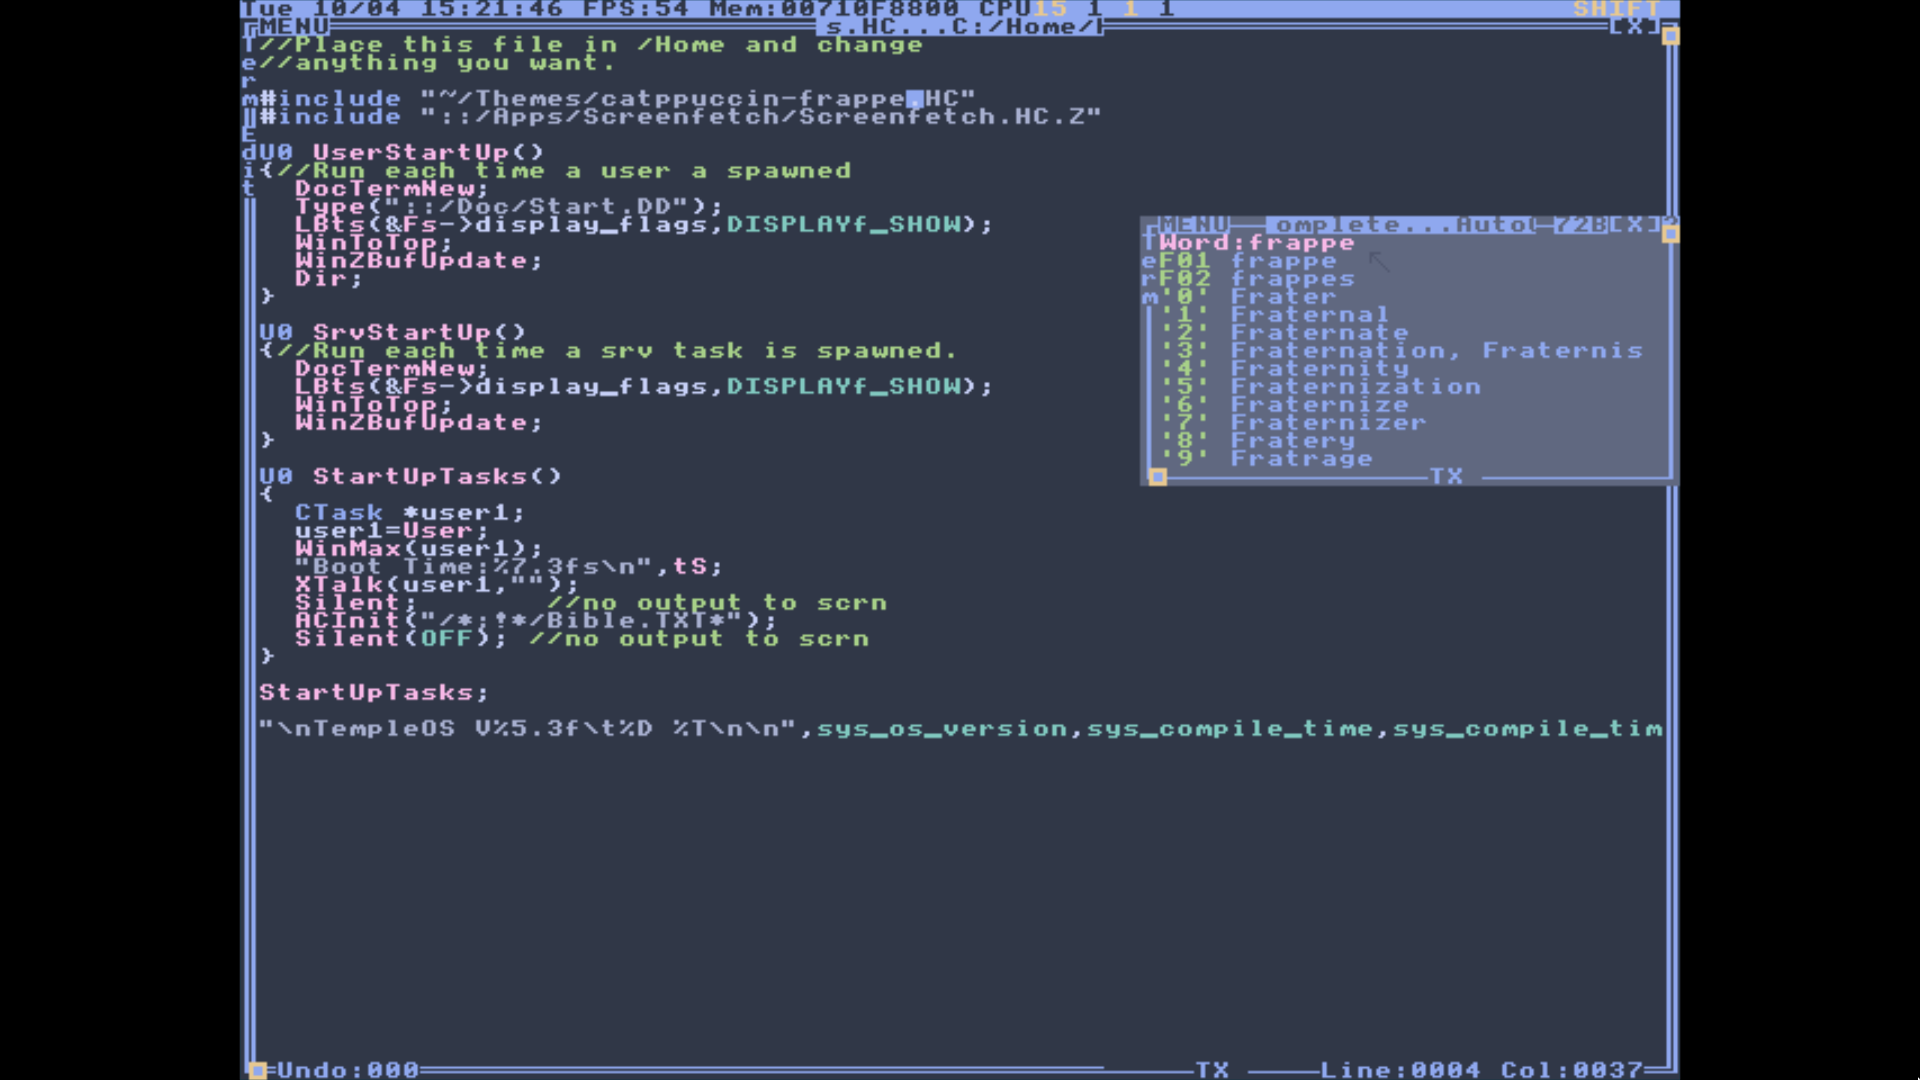 Tue 10/04 15:21:46 FPS:54 Mem:00710F8800 CPU15 1 1 1 SHIFT
MENU s.HC...C:/Home/ [X]
Term
Edit
//Place this file in /Home and change
//anything you want.
#include "~/Themes/catppuccin-frappe.HC"
#include "::/Apps/Screenfetch/Screenfetch.HC.Z"
U0 UserStartUp()
{//Run each time a user a spawned
DocTermNew;
Type("::/Doc/Start.DD");
LBts(&Fs->display_flags,DISPLAYf_SHOW);
WinToTop;
WinZBufUpdate;
Dir;
}
U0 SrvStartUp()
{//Run each time a srv task is spawned.
DocTermNew;
LBts(&Fs->display_flags,DISPLAYf_SHOW);
WinToTop;
WinZBufUpdate;
}
U0 StartUpTasks()
{
CTask *user1;
user1=User;
WinMax(user1);
"Boot Time:%7.3fs\n",tS;
XTalk(user1,"");
Silent; //no output to scrn
ACInit("/*;!*/Bible.TXT*");
Silent(OFF); //no output to scrn
}
StartUpTasks;
"\nTempleOS V%5.3f\t%D %T\n\n",sys_os_version,sys_compile_time,sys_compile_tim
MENU omplete...Auto 72B[X]?
Term
Word:frappe
F01 frappe
F02 frappes
'0' Frater
'1' Fraternal
'2' Fraternate
'3' Fraternation, Fraternis
'4' Fraternity
'5' Fraternization
'6' Fraternize
'7' Fraternizer
'8' Fratery
'9' Fratrage
TX
Undo:000 TX Line:0004 Col:0037